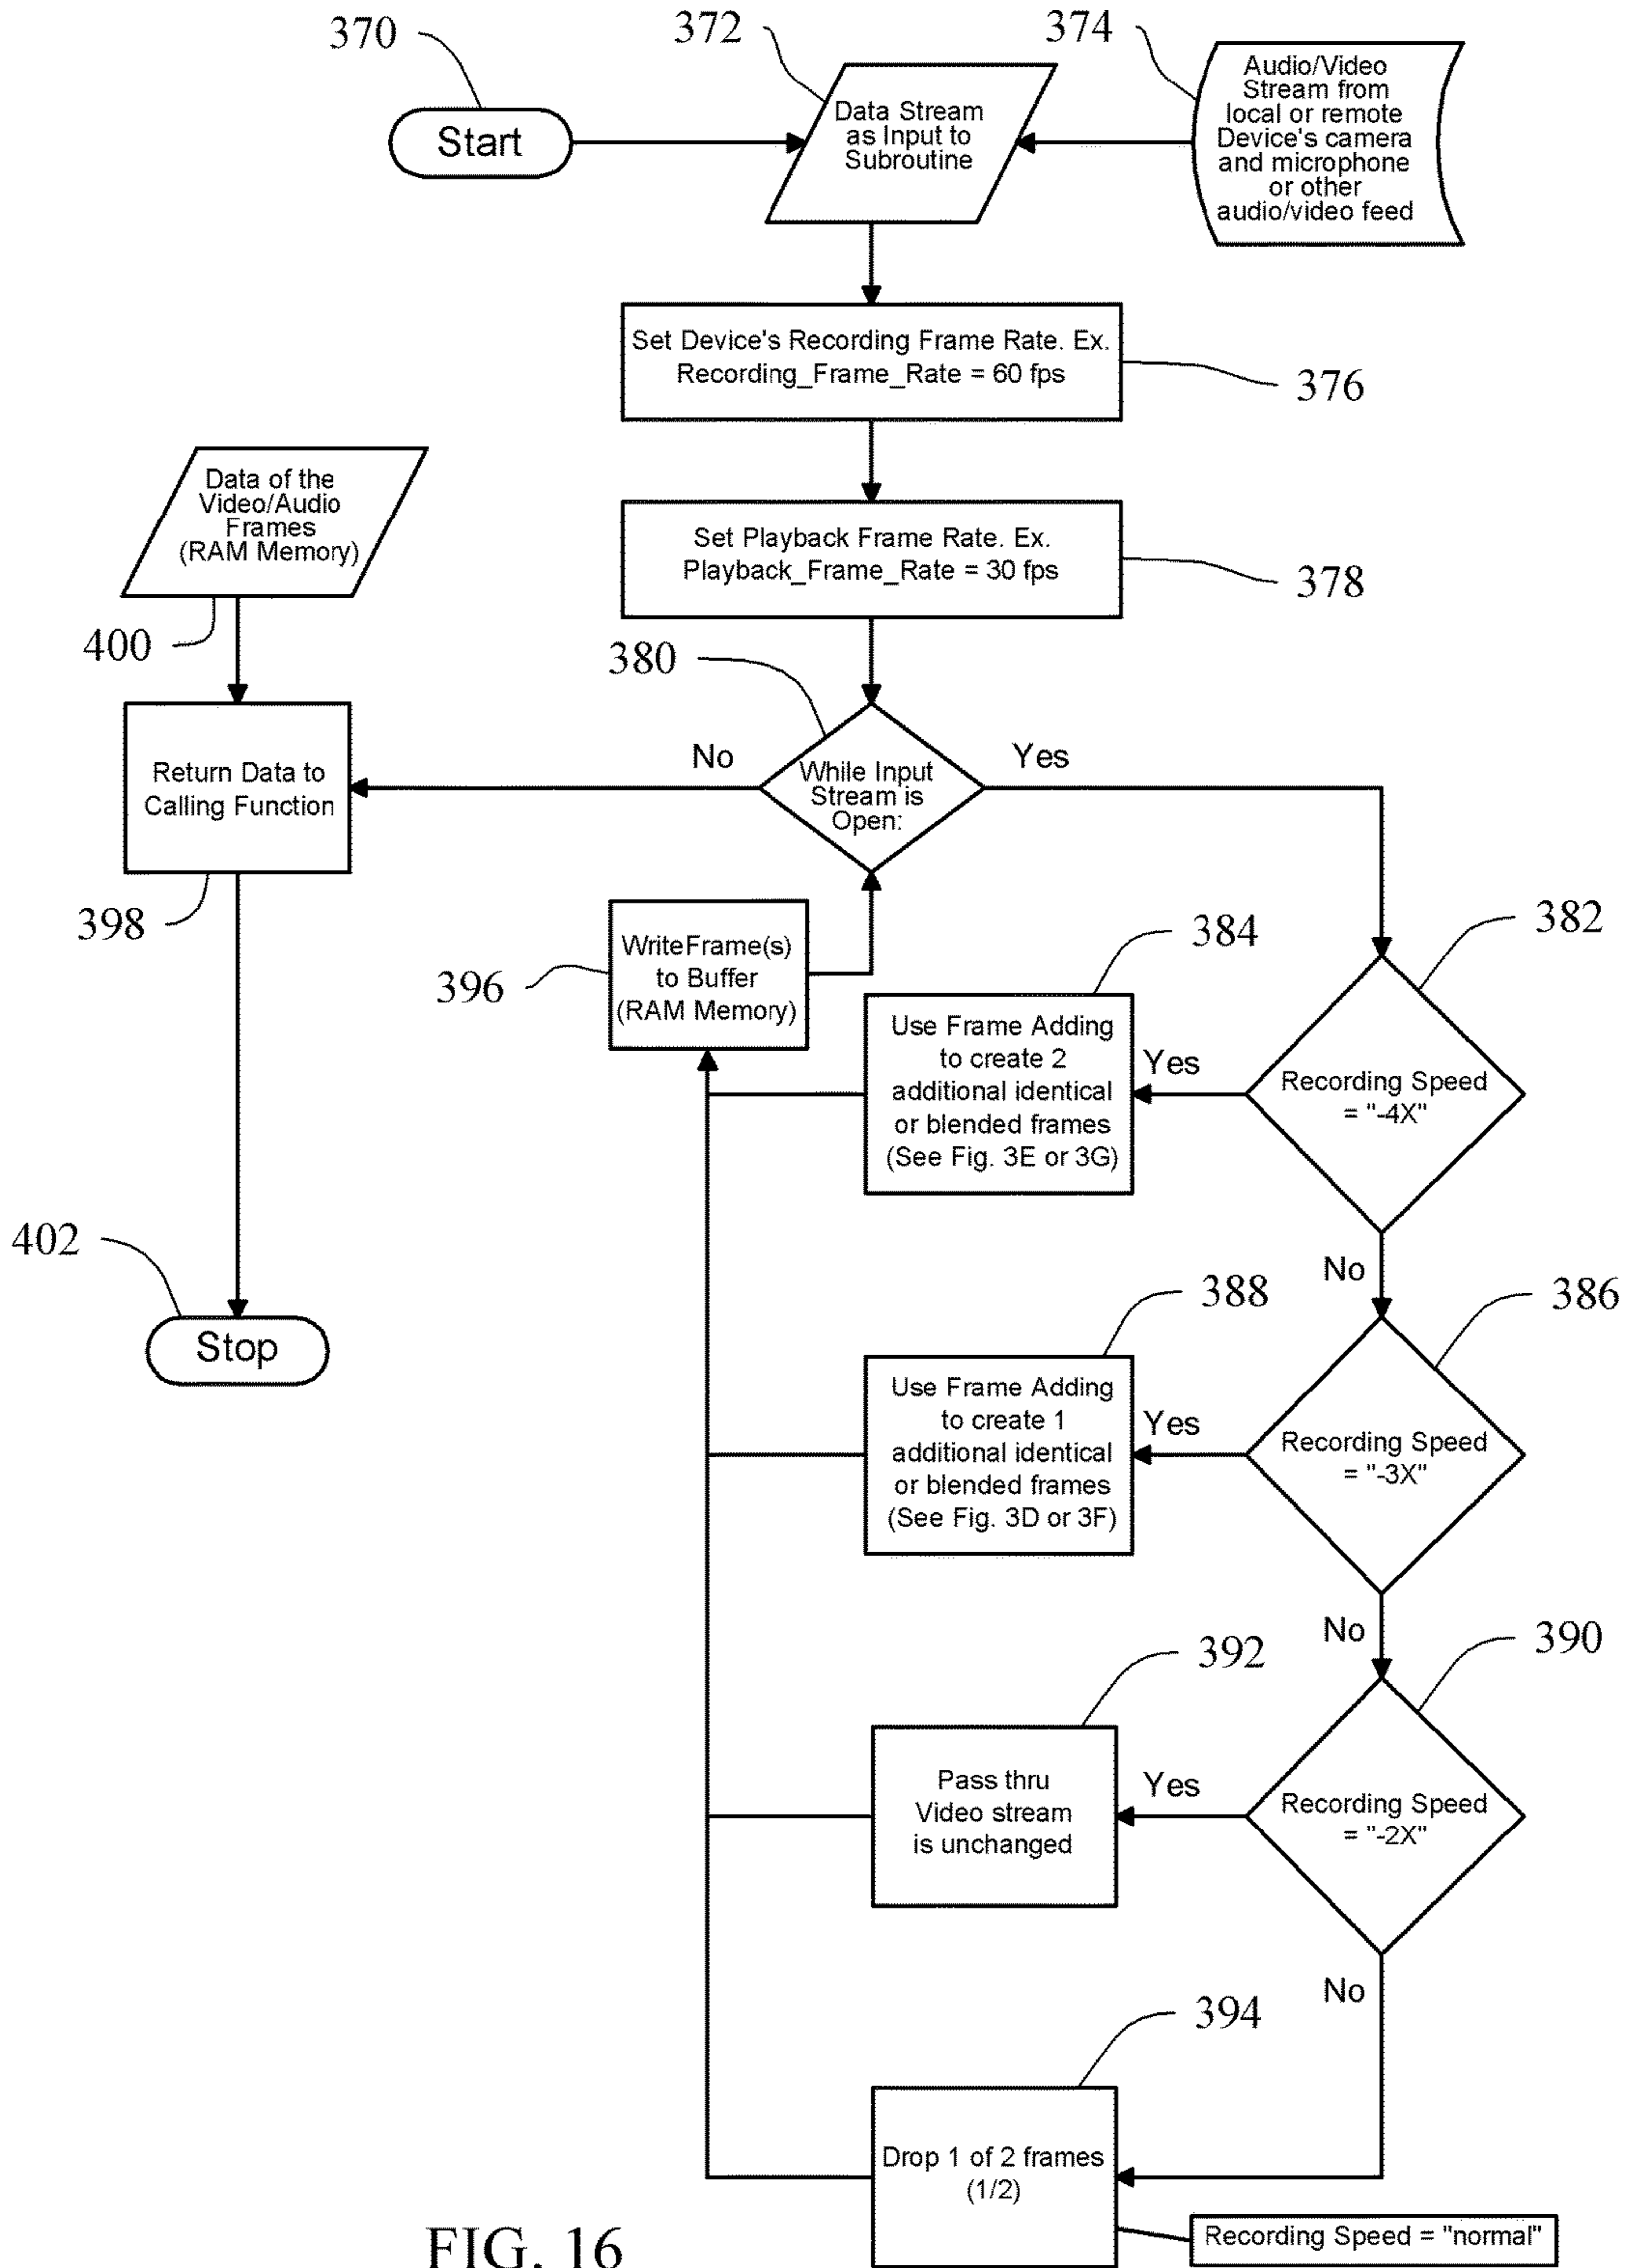 370
372
374
Start
Data Stream
as Input to
Subroutine
Audio/Video
Stream from
local or remote
Device's camera
and microphone
or other
audio/video feed
Set Device's Recording Frame Rate. Ex.
Recording_Frame_Rate = 60 fps
376
Data of the
Video/Audio
Frames
(RAM Memory)
400
Set Playback Frame Rate. Ex.
Playback_Frame_Rate = 30 fps
378
380
No
Yes
While Input
Stream is
Open:
Return Data to
Calling Function
398
WriteFrame(s)
to Buffer
(RAM Memory)
396
384
382
Use Frame Adding
to create 2
additional identical
or blended frames
(See Fig. 3E or 3G)
Yes
Recording Speed
= "-4X"
No
402
Stop
388
386
Use Frame Adding
to create 1
additional identical
or blended frames
(See Fig. 3D or 3F)
Yes
Recording Speed
= "-3X"
No
392
390
Pass thru
Video stream
is unchanged
Yes
Recording Speed
= "-2X"
No
394
Drop 1 of 2 frames
(1/2)
Recording Speed = "normal"
FIG. 16